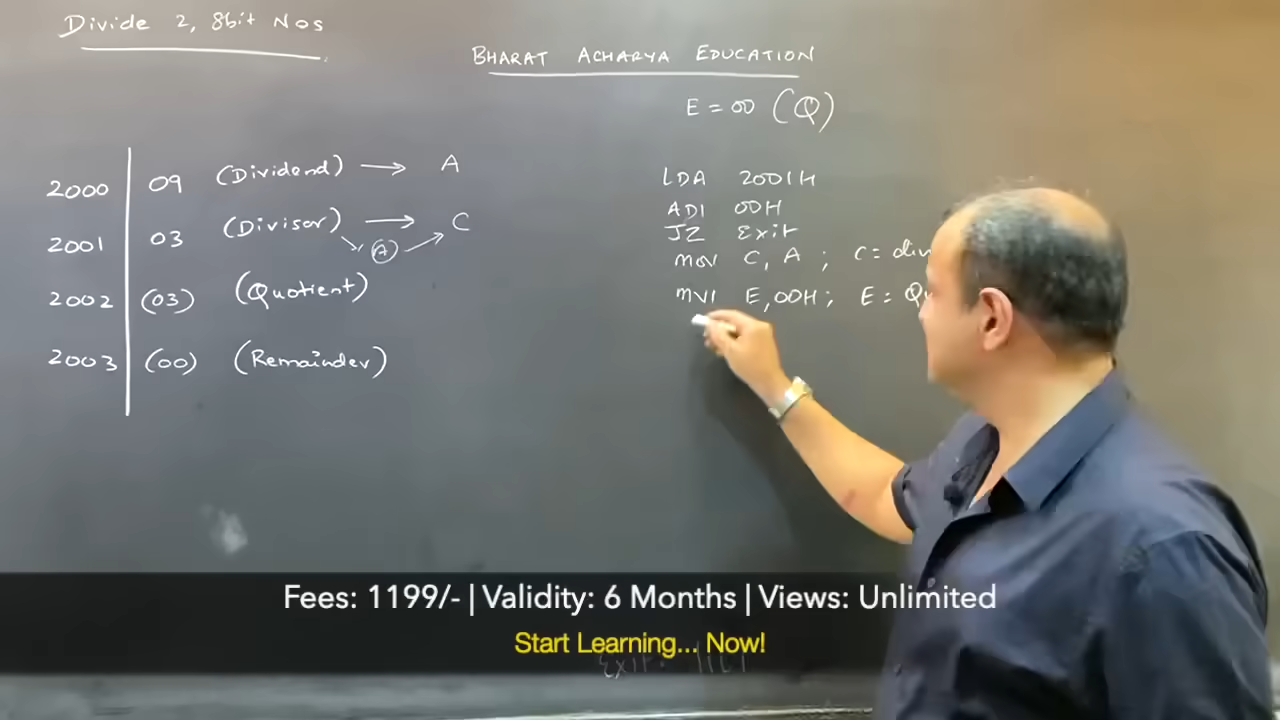 Divide 2, 8bit Nos
BHARAT ACHARYA EDUCATION
E = 00 (Q)
2000 09 (Dividend) → A
2001 03 (Divisor) → C
A
2002 (03) (Quotient)
2003 (00) (Remainder)
LDA 2001H
ADI 00H
JZ Exit
MOV C, A ; C = div
MVI E, 00H ; E = Qu
Fees: 1199/- | Validity: 6 Months | Views: Unlimited
Start Learning... Now!
Exit: